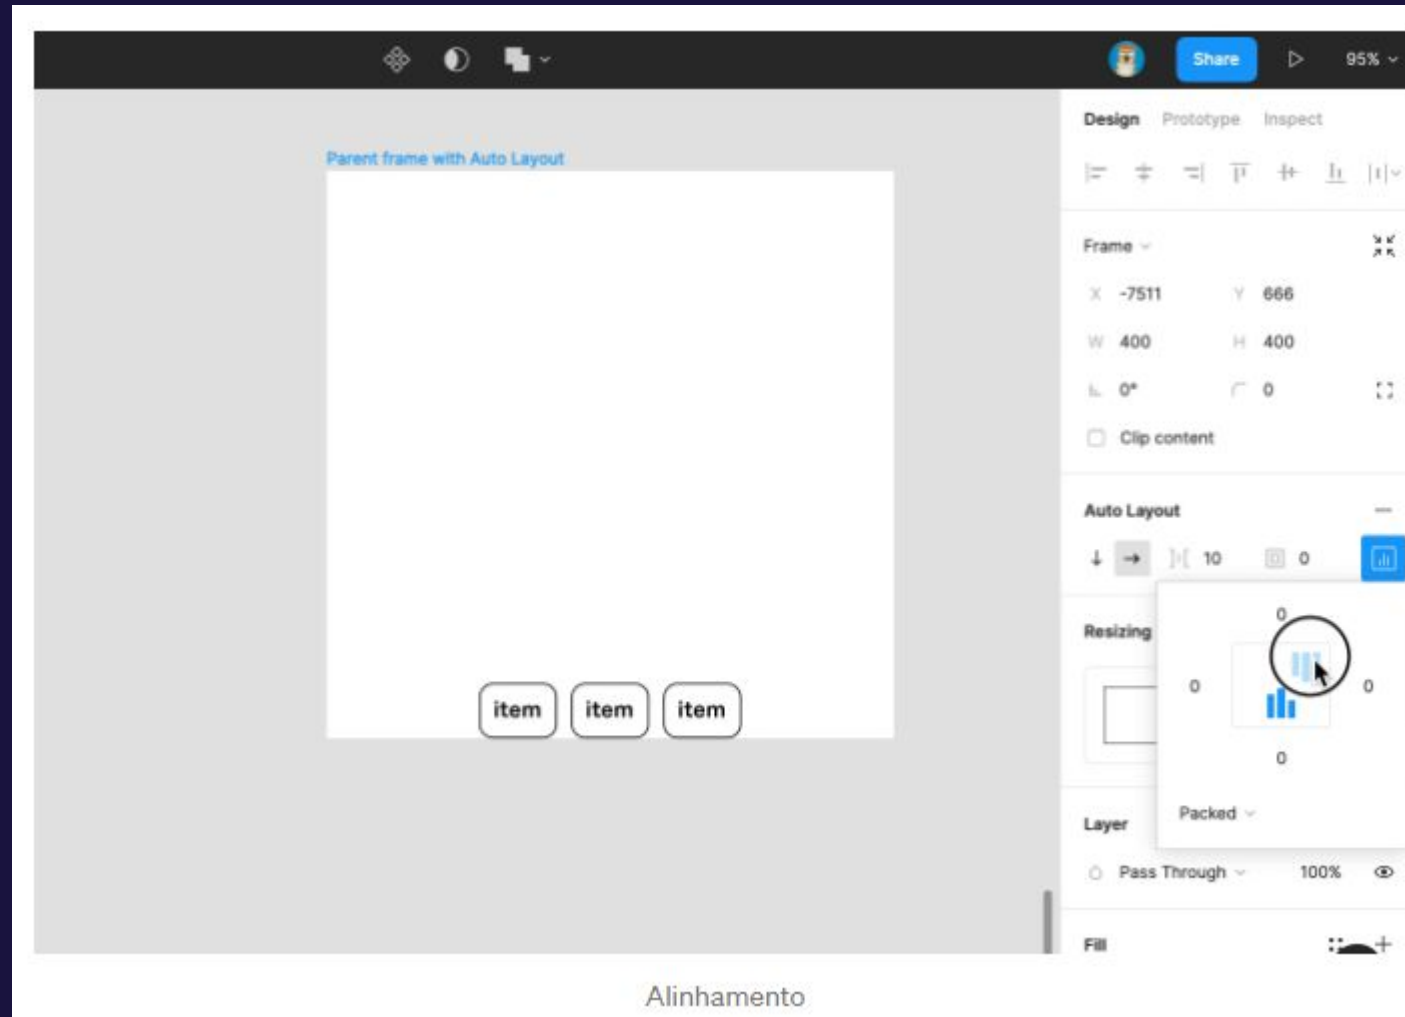 Share
95%
Design Prototype Inspect
Parent frame with Auto Layout
Frame
X -7511 Y 666
W 400 H 400
0° 0
Clip content
Auto Layout
10 0
0
Resizing
0 0
0
item item item
Packed
Layer
Pass Through 100%
Fill
Alinhamento